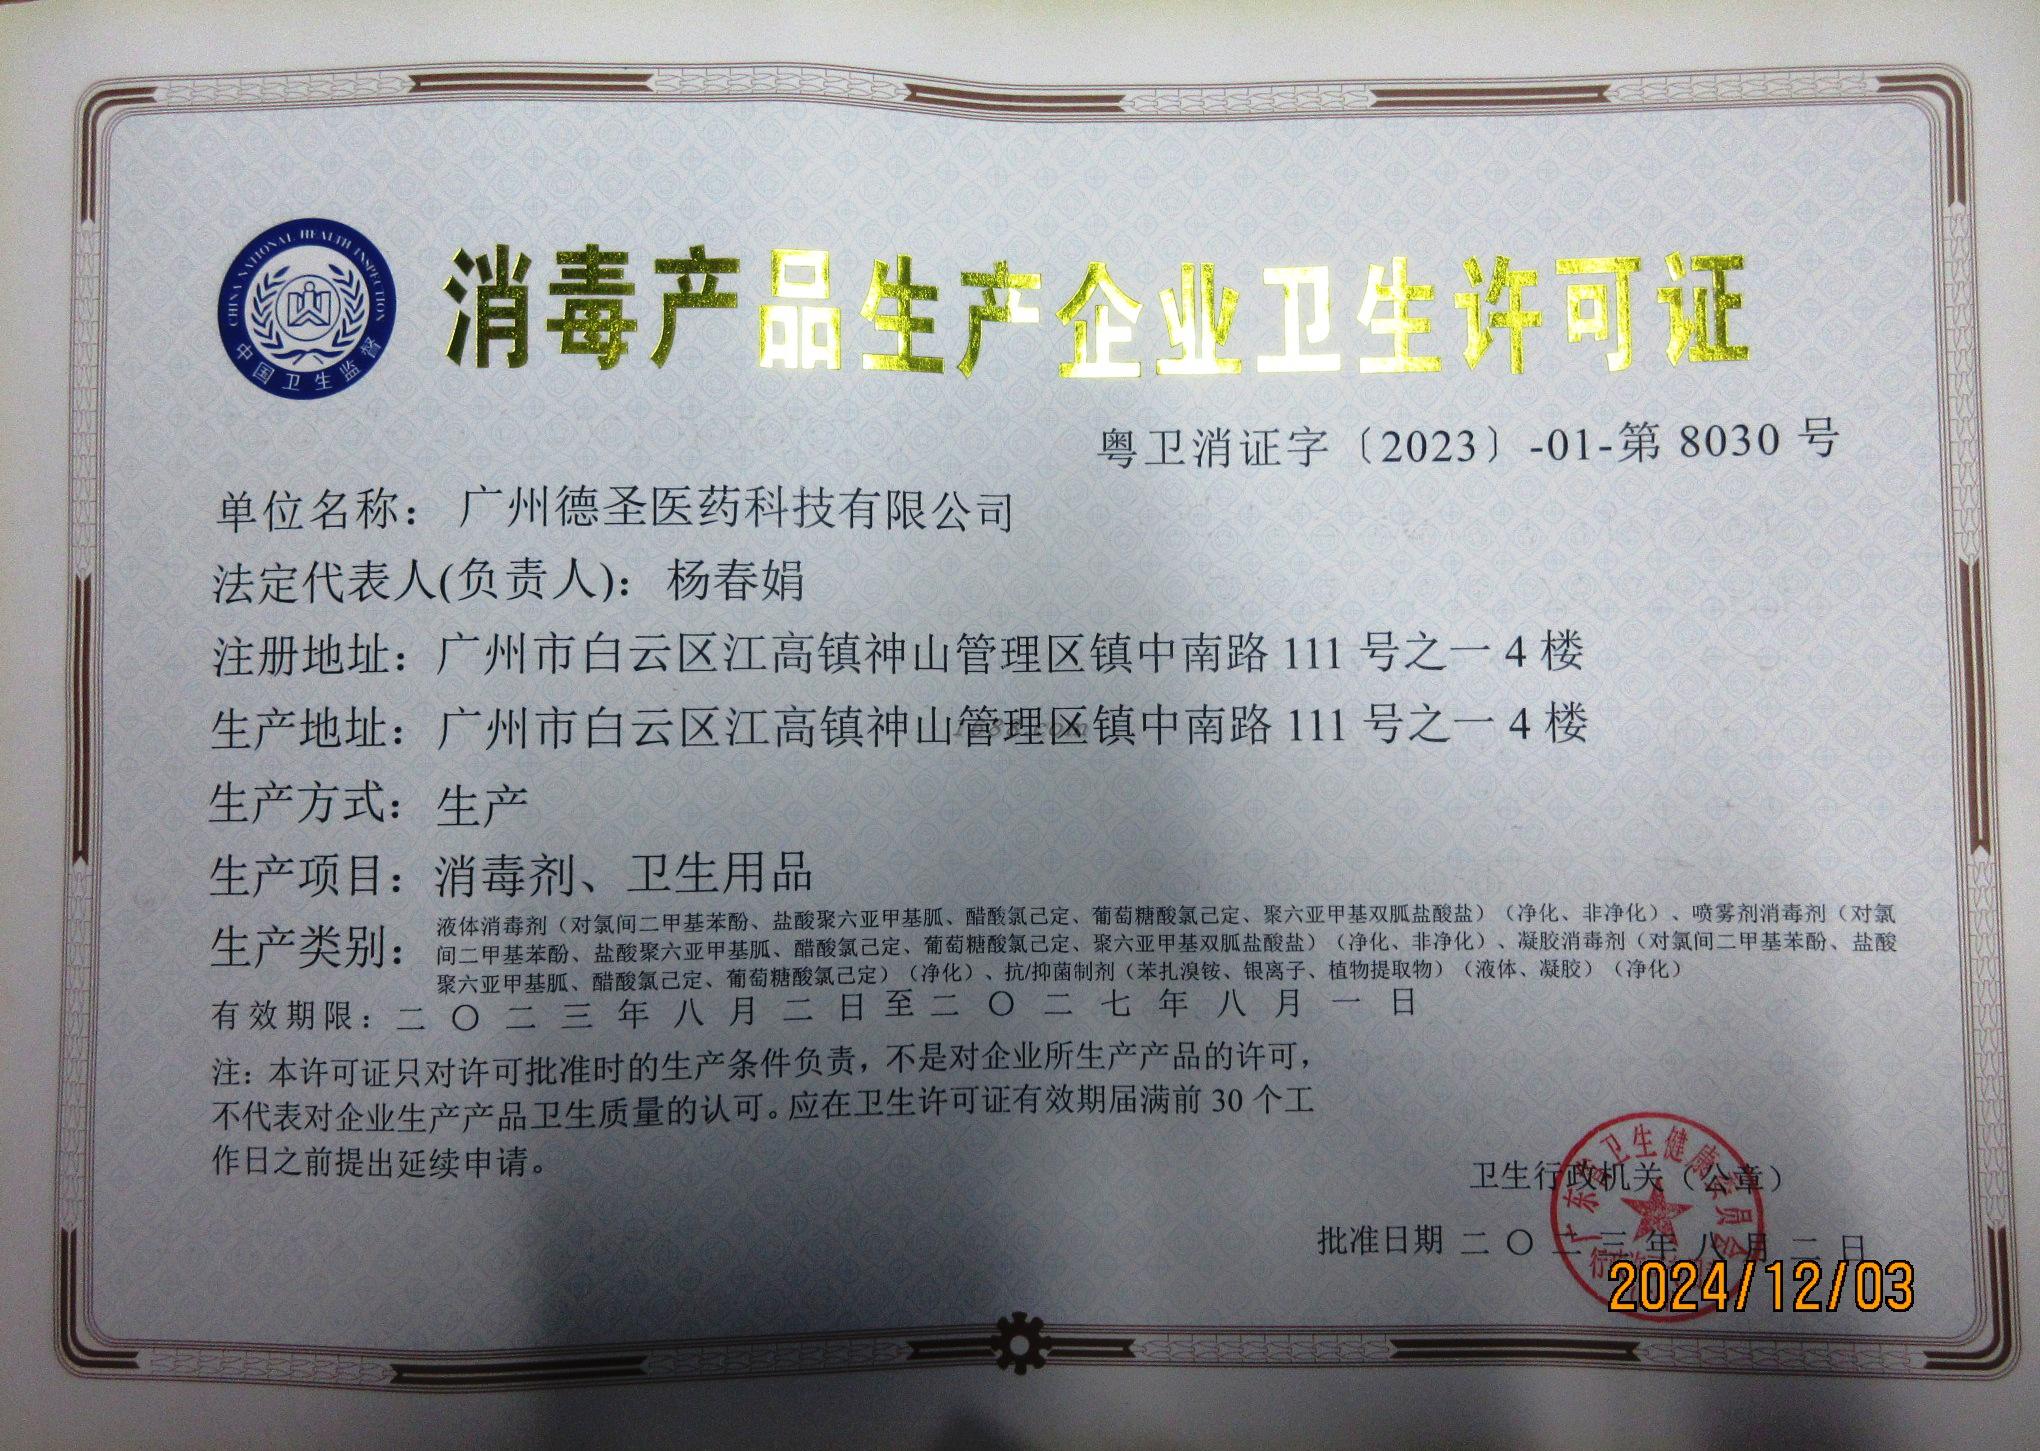 CHINA NATIONAL HEALTH INSPECTION
中国卫生监督
消毒产品生产企业卫生许可证
粤卫消证字〔2023〕-01-第 8030 号
单位名称： 广州德圣医药科技有限公司
法定代表人(负责人)： 杨春娟
注册地址： 广州市白云区江高镇神山管理区镇中南路 111 号之一 4 楼
生产地址： 广州市白云区江高镇神山管理区镇中南路 111 号之一 4 楼
生产方式： 生产
生产项目： 消毒剂、卫生用品
生产类别： 液体消毒剂（对氯间二甲基苯酚、盐酸聚六亚甲基胍、醋酸氯己定、葡萄糖酸氯己定、聚六亚甲基双胍盐酸盐）（净化、非净化）、喷雾剂消毒剂（对氯
间二甲基苯酚、盐酸聚六亚甲基胍、醋酸氯己定、葡萄糖酸氯己定、聚六亚甲基双胍盐酸盐）（净化、非净化）、凝胶消毒剂（对氯间二甲基苯酚、盐酸
聚六亚甲基胍、醋酸氯己定、葡萄糖酸氯己定）（净化）、抗/抑菌制剂（苯扎溴铵、银离子、植物提取物）（液体、凝胶）（净化）
有效期限： 二〇二三年八月二日至二〇二七年八月一日
注：本许可证只对许可批准时的生产条件负责，不是对企业所生产产品的许可，
不代表对企业生产产品卫生质量的认可。应在卫生许可证有效期届满前 30 个工
作日之前提出延续申请。
广东省卫生健康委员会
卫生行政机关（公章）
批准日期 二〇二三年八月二日
2024/12/03